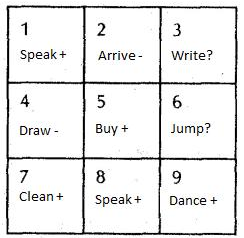 1 2 3
Speak + Arrive - Write?
4 5 6
Draw - Buy + Jump?
7 8 9
Clean + Speak + Dance +